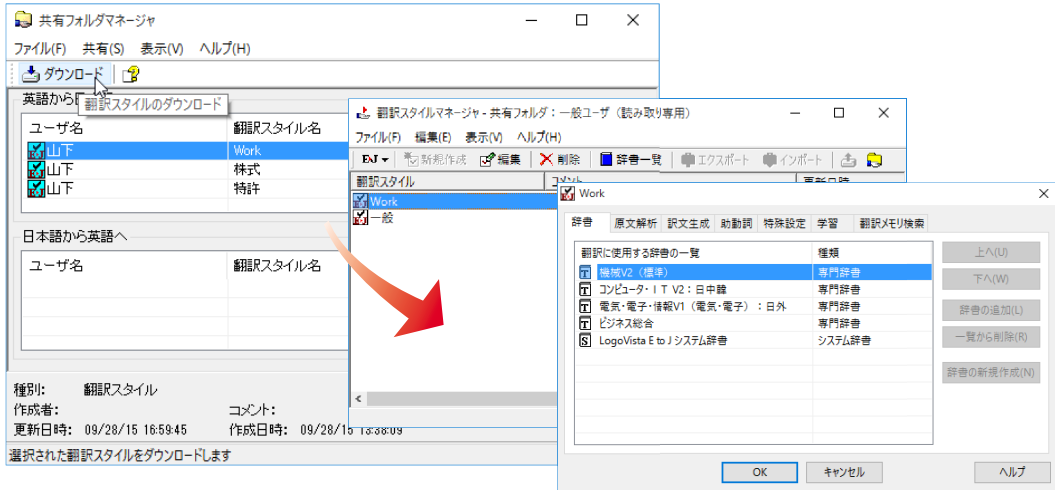 共有フォルダマネージャ
ファイル(F) 共有(S) 表示(V) ヘルプ(H)
ダウンロード
英語から
翻訳スタイルのダウンロード
ユーザ名 翻訳スタイル名
山下 Work
山下 株式
山下 特許
日本語から英語へ
ユーザ名 翻訳スタイル名
種別: 翻訳スタイル
作成者: コメント:
更新日時: 09/28/15 16:59:45 作成日時: 09/28/15 13:38:09
選択された翻訳スタイルをダウンロードします
翻訳スタイルマネージャ - 共有フォルダ：一般ユーザ（読み取り専用）
ファイル(F) 編集(E) 表示(V) ヘルプ(H)
EtJ 新規作成 編集 削除 辞書一覧 エクスポート インポート
翻訳スタイル コメント 更新日時
Work
一般
Work
辞書 原文解析 訳文生成 助動詞 特殊設定 学習 翻訳メモリ検索
翻訳に使用する辞書の一覧 種類
機械V2（標準） 専門辞書
コンピュータ・ＩＴ V2：日中韓 専門辞書
電気・電子・情報V1（電気・電子）：日外 専門辞書
ビジネス総合 専門辞書
LogoVista E to J システム辞書 システム辞書
上へ(U)
下へ(W)
辞書の追加(L)
一覧から削除(R)
辞書の新規作成(N)
OK キャンセル ヘルプ